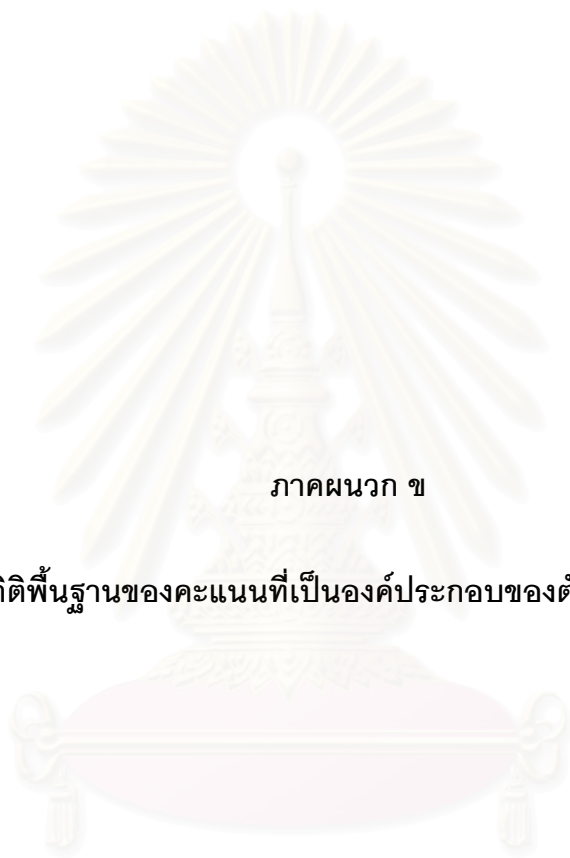 ภาคผนวก ข
ติพื้นฐานของคะแนนที่เป็นองค์ประกอบของ